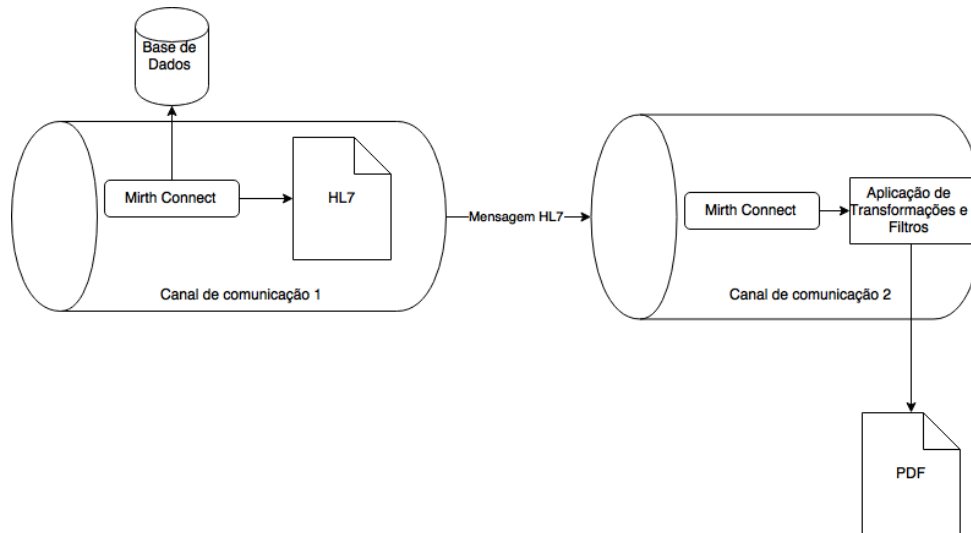 Base de
Dados
Mirth Connect
HL7
Canal de comunicação 1
Mensagem HL7
Mirth Connect
Aplicação de
Transformações e
Filtros
Canal de comunicação 2
PDF